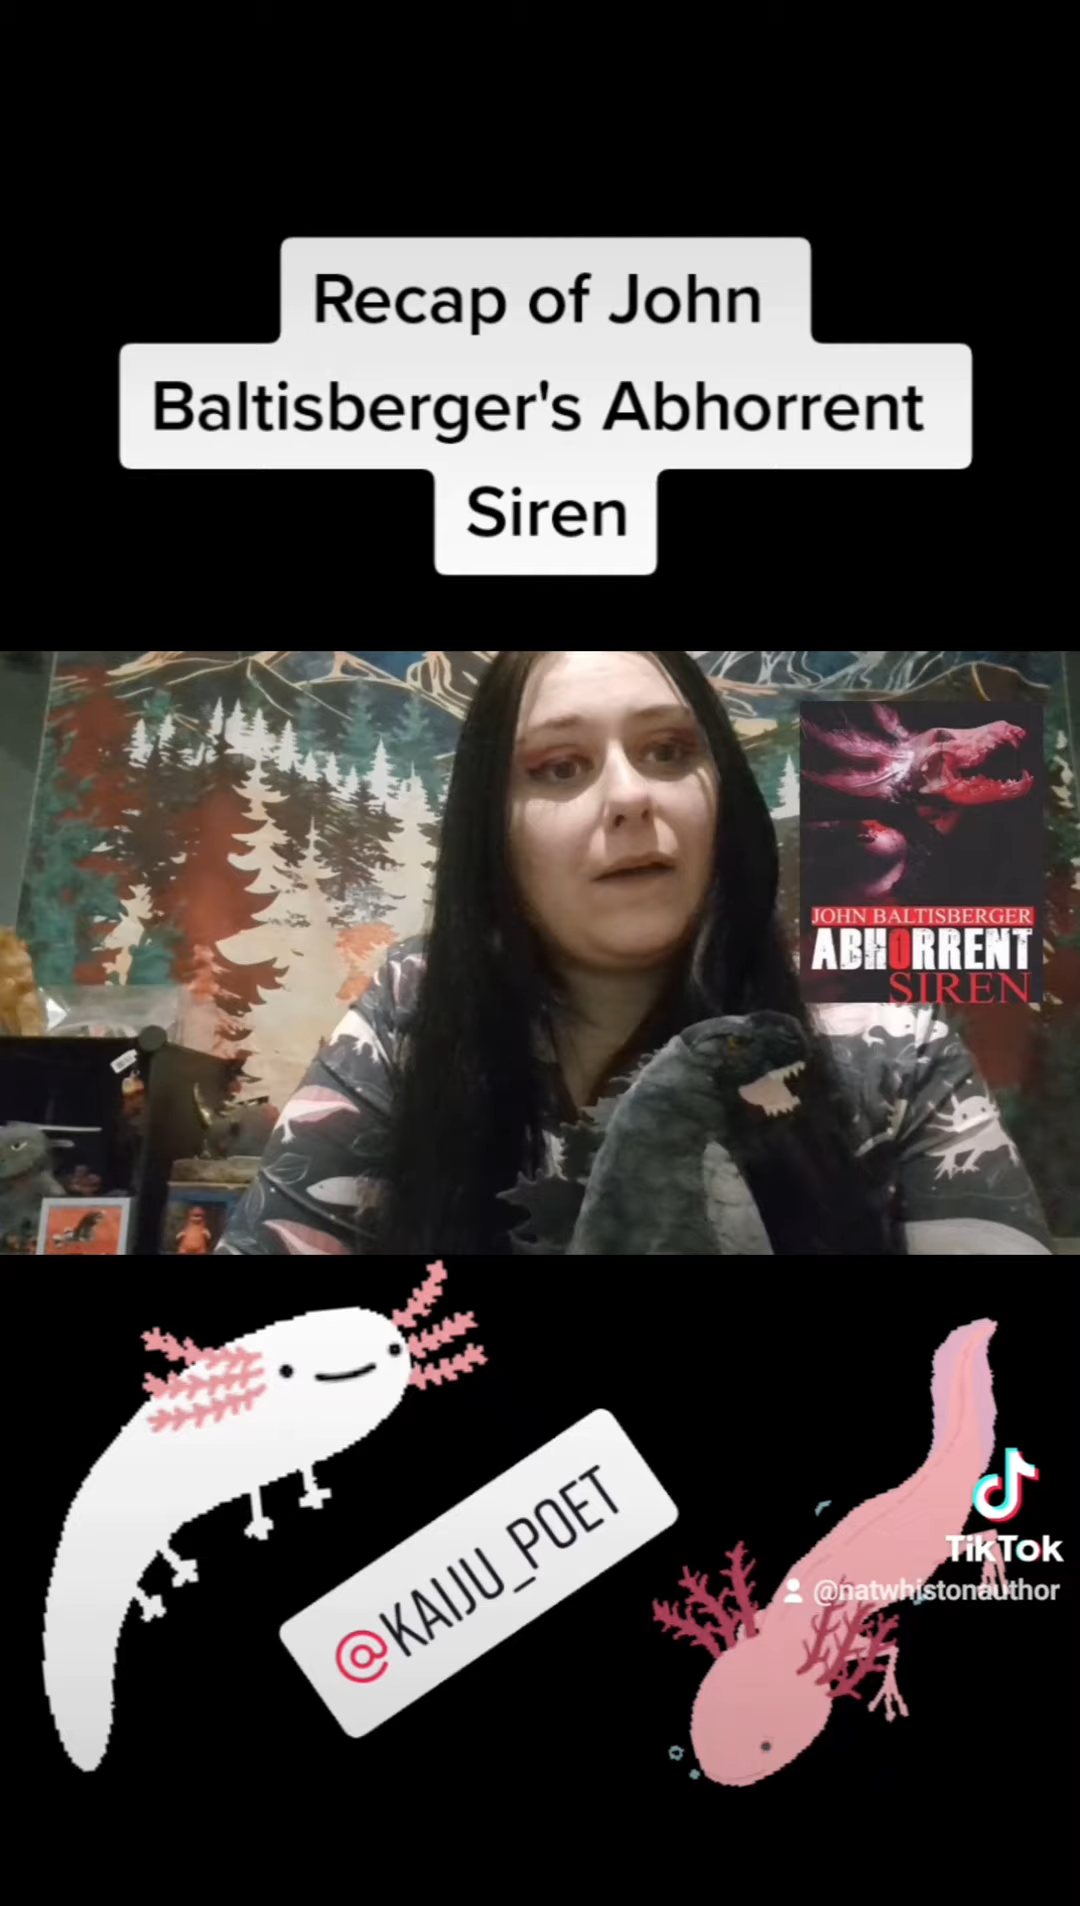 Recap of John
Baltisberger's Abhorrent
Siren
JOHN BALTISBERGER
ABHORRENT
SIREN
@KAIJU_POET
TikTok
@natwhistonauthor